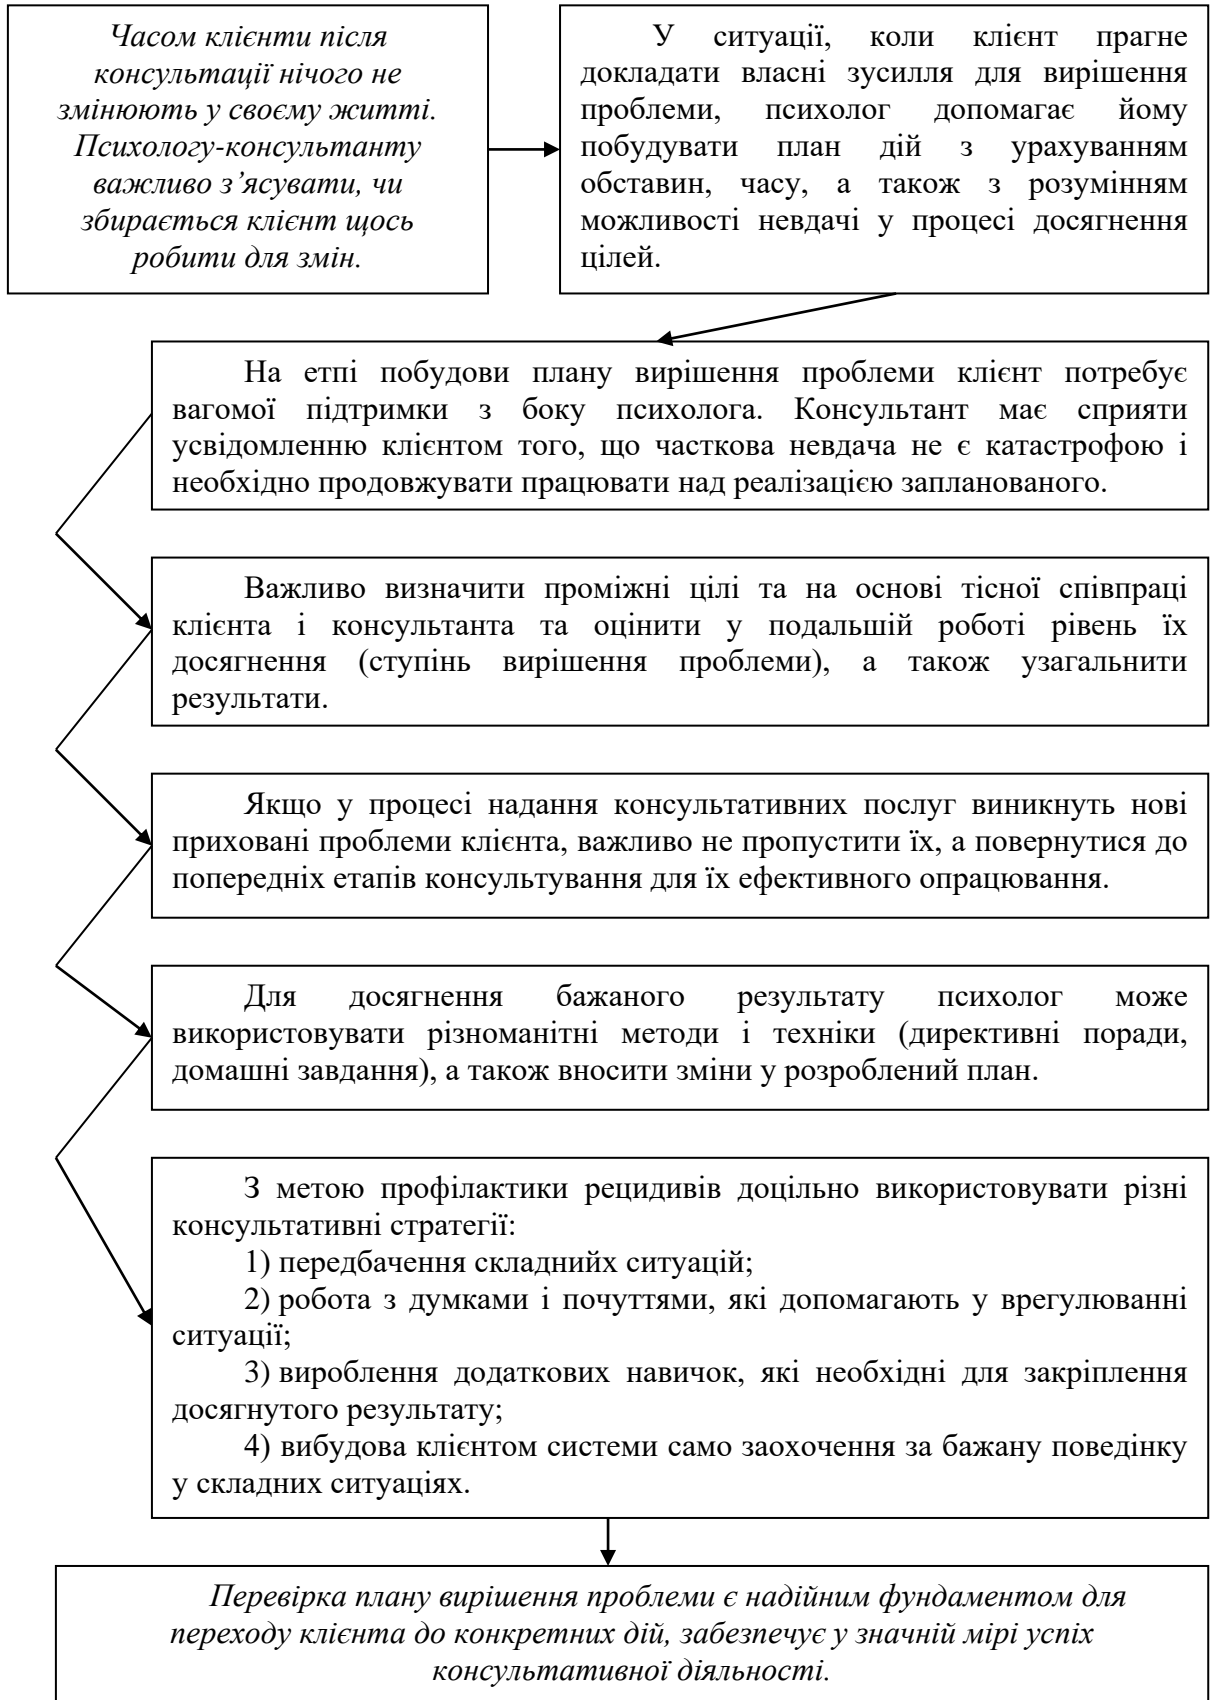 Часом клієнти після
консультації нічого не
змінюють у своєму житті.
Психологу-консультанту
важливо з’ясувати, чи
збирається клієнт щось
робити для змін.
У ситуації, коли клієнт прагне
докладати власні зусилля для вирішення
проблеми, психолог допомагає йому
побудувати план дій з урахуванням
обставин, часу, а також з розумінням
можливості невдачі у процесі досягнення
цілей.
На етпі побудови плану вирішення проблеми клієнт потребує
вагомої підтримки з боку психолога. Консультант має сприяти
усвідомленню клієнтом того, що часткова невдача не є катастрофою і
необхідно продовжувати працювати над реалізацією запланованого.
Важливо визначити проміжні цілі та на основі тісної співпраці
клієнта і консультанта та оцінити у подальшій роботі рівень їх
досягнення (ступінь вирішення проблеми), а також узагальнити
результати.
Якщо у процесі надання консультативних послуг виникнуть нові
приховані проблеми клієнта, важливо не пропустити їх, а повернутися до
попередніх етапів консультування для їх ефективного опрацювання.
Для досягнення бажаного результату психолог може
використовувати різноманітні методи і техніки (директивні поради,
домашні завдання), а також вносити зміни у розроблений план.
З метою профілактики рецидивів доцільно використовувати різні
консультативні стратегії:
1) передбачення складнийх ситуацій;
2) робота з думками і почуттями, які допомагають у врегулюванні
ситуації;
3) вироблення додаткових навичок, які необхідні для закріплення
досягнутого результату;
4) вибудова клієнтом системи само заохочення за бажану поведінку
у складних ситуаціях.
Перевірка плану вирішення проблеми є надійним фундаментом для
переходу клієнта до конкретних дій, забезпечує у значній мірі успіх
консультативної діяльності.